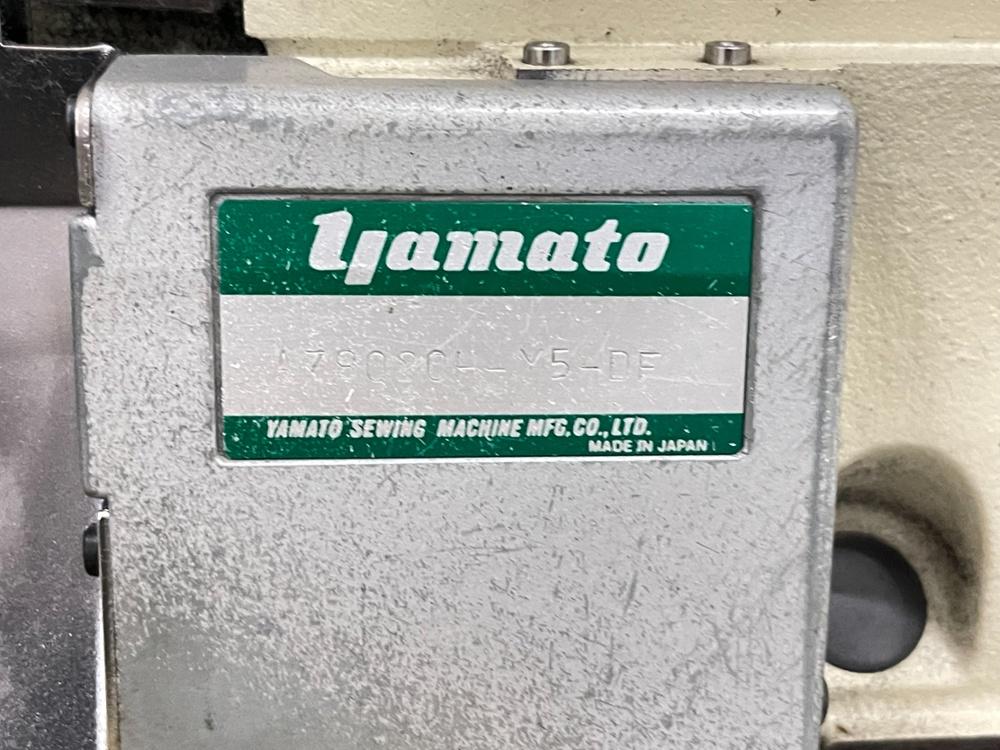 yamato
AZ8020H-Y5-DF
YAMATO SEWING MACHINE MFG. CO., LTD.
MADE IN JAPAN